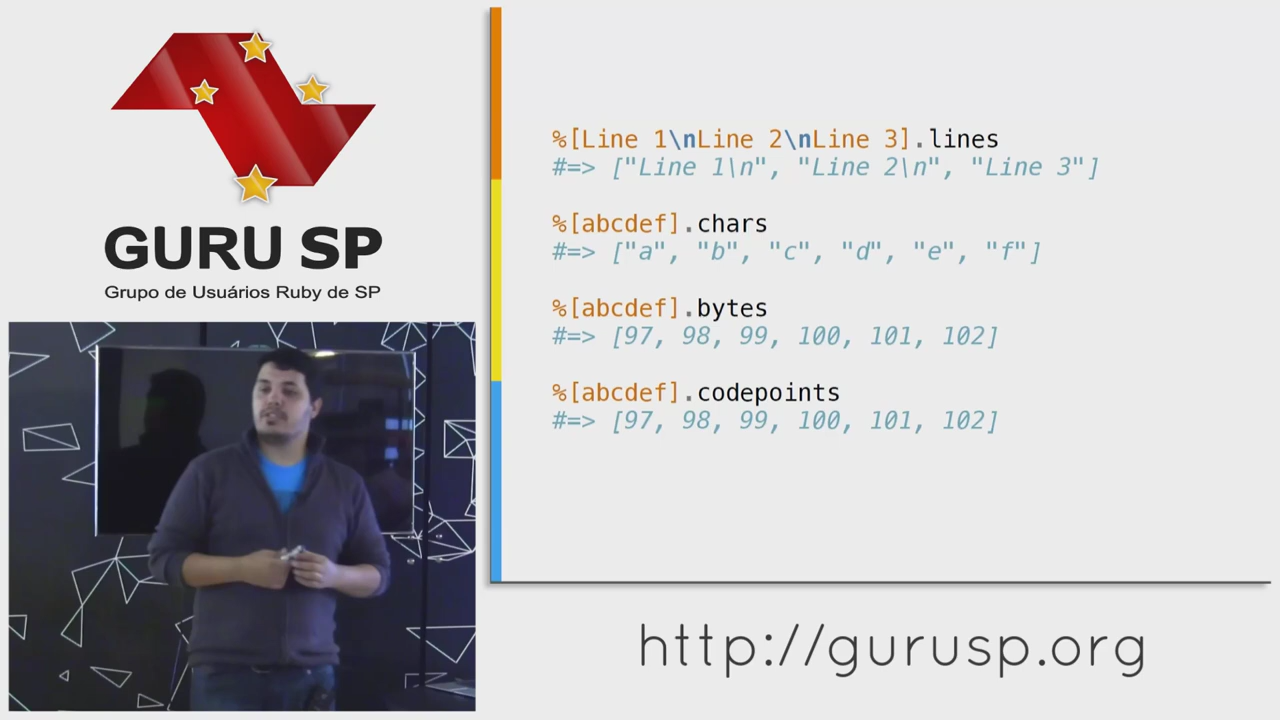 GURU SP
Grupo de Usuários Ruby de SP
%[Line 1\nLine 2\nLine 3].lines
#=> ["Line 1\n", "Line 2\n", "Line 3"]
%[abcdef].chars
#=> ["a", "b", "c", "d", "e", "f"]
%[abcdef].bytes
#=> [97, 98, 99, 100, 101, 102]
%[abcdef].codepoints
#=> [97, 98, 99, 100, 101, 102]
http://gurusp.org